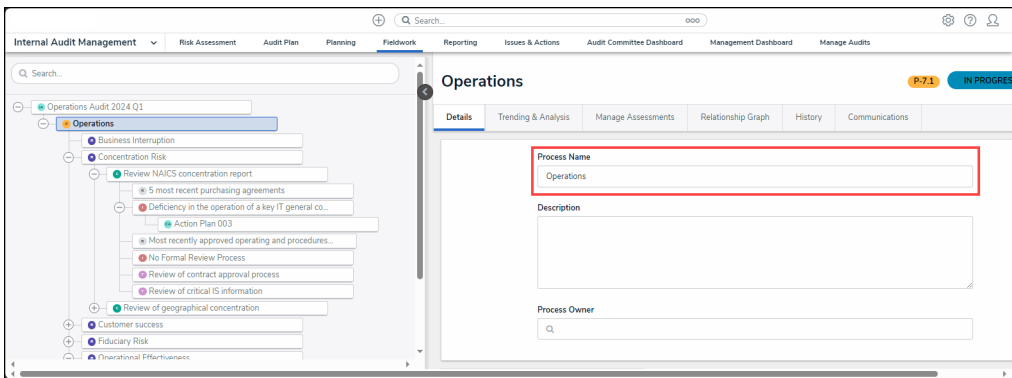 Search...
ooo
Internal Audit Management
Risk Assessment
Audit Plan
Planning
Fieldwork
Reporting
Issues & Actions
Audit Committee Dashboard
Management Dashboard
Manage Audits
Search...
Operations Audit 2024 Q1
Operations
Business Interruption
Concentration Risk
Review NAICS concentration report
5 most recent purchasing agreements
Deficiency in the operation of a key IT general co...
Action Plan 003
Most recently approved operating and procedures...
No Formal Review Process
Review of contract approval process
Review of critical IS information
Review of geographical concentration
Customer success
Fiduciary Risk
Operational Effectiveness
Operations
P-7.1
IN PROGRES
Details
Trending & Analysis
Manage Assessments
Relationship Graph
History
Communications
Process Name
Operations
Description
Process Owner